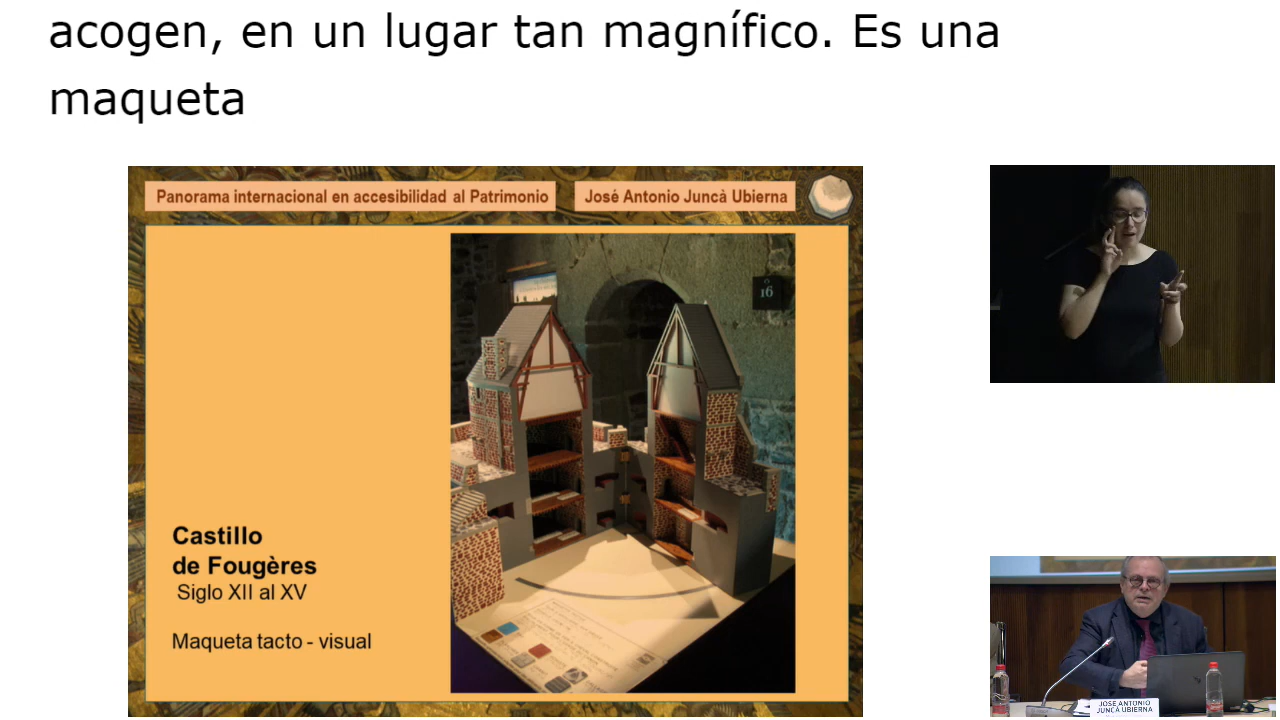 acogen, en un lugar tan magnífico. Es una
maqueta
Panorama internacional en accesibilidad al Patrimonio
José Antonio Juncà Ubierna
16
Castillo
de Fougères
Siglo XII al XV
Maqueta tacto - visual
JOSE ANTONIO
JUNCÀ UBIERNA